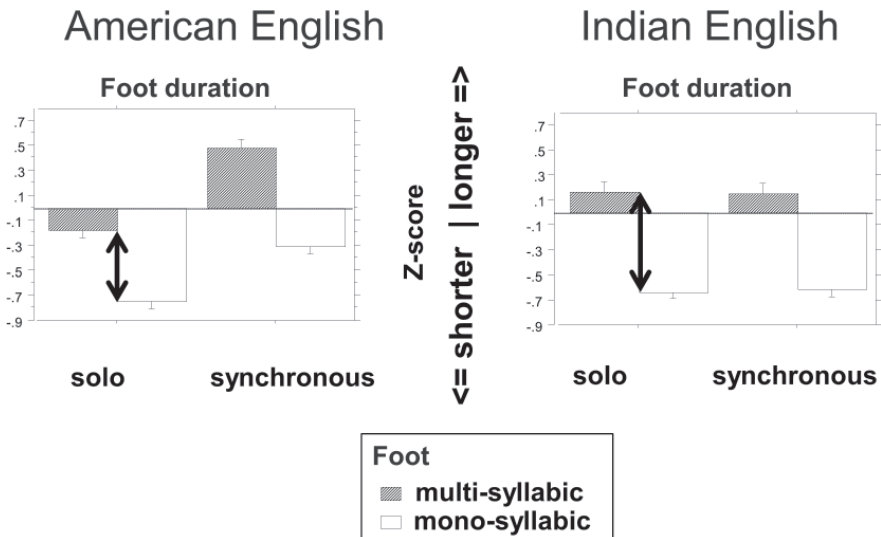 American English
Indian English
Foot duration
Foot duration
.7
.5
.3
.1
-.1
-.3
-.5
-.7
-.9
Z-score
<= shorter | longer =>
.7
.5
.3
.1
-.1
-.3
-.5
-.7
-.9
solo
synchronous
solo
synchronous
Foot
multi-syllabic
mono-syllabic